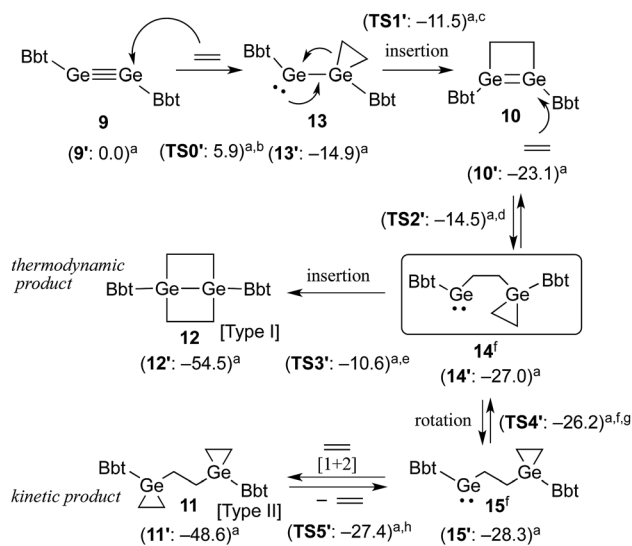 (TS1': −11.5)a,c
Bbt
Ge≡Ge
Bbt
Bbt
Ge
Ge
Bbt
insertion
Ge=Ge
Bbt
Bbt
9
13
10
(9': 0.0)a
(TS0': 5.9)a,b
(13': −14.9)a
(10': −23.1)a
(TS2': −14.5)a,d
thermodynamic
product
Bbt
Ge
Ge
Bbt
insertion
Bbt
Ge
Ge
Bbt
12
[Type I]
14f
(12': −54.5)a
(TS3': −10.6)a,e
(14': −27.0)a
rotation
(TS4': −26.2)a,f,g
Bbt
Ge
Ge
Bbt
[1+2]
Bbt
Ge
Ge
Bbt
kinetic product
11
[Type II]
−
15f
(11': −48.6)a
(TS5': −27.4)a,h
(15': −28.3)a